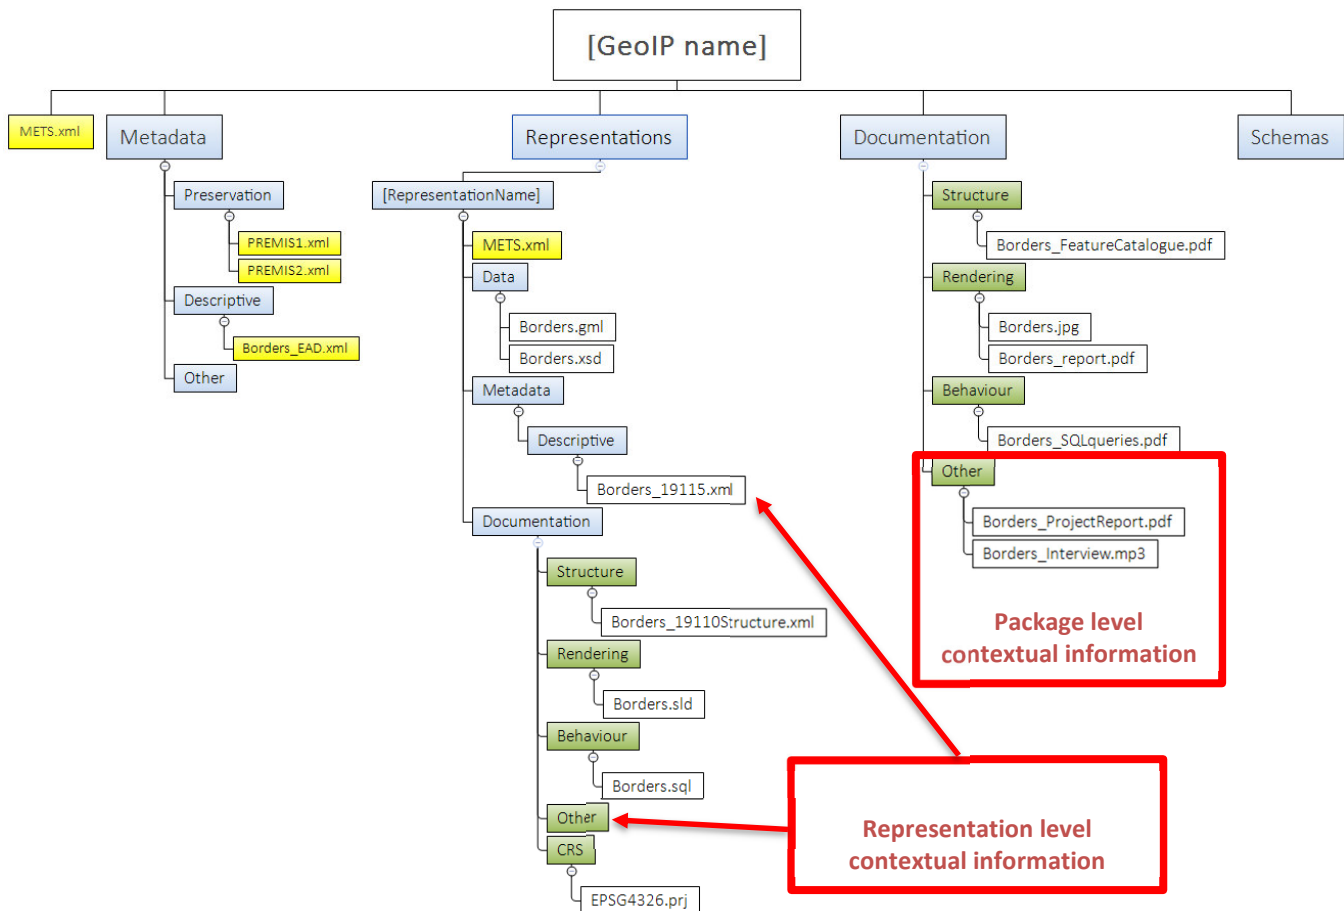 [GeoIP name]
METS.xml
Metadata
Preservation
PREMIS1.xml
PREMIS2.xml
Descriptive
Borders_EAD.xml
Other
Representations
[RepresentationName]
METS.xml
Data
Borders.gml
Borders.xsd
Metadata
Descriptive
Borders_19115.xml
Documentation
Structure
Borders_19110Structure.xml
Rendering
Borders.sld
Behaviour
Borders.sql
Other
CRS
EPSG4326.prj
Documentation
Structure
Borders_FeatureCatalogue.pdf
Rendering
Borders.jpg
Borders_report.pdf
Behaviour
Borders_SQLqueries.pdf
Other
Borders_ProjectReport.pdf
Borders_Interview.mp3
Package level
contextual information
Schemas
Representation level
contextual information